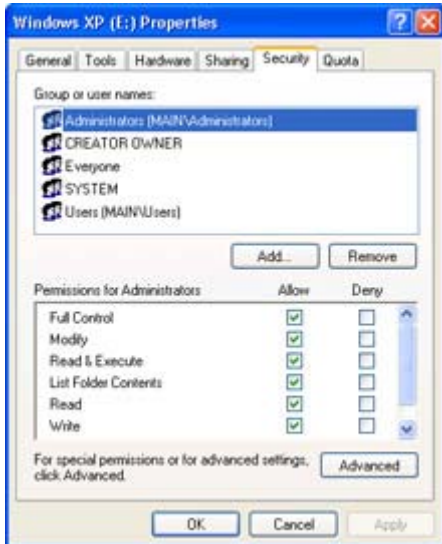 Windows XP (E:) Properties
General Tools Hardware Sharing Security Quota
Group or user names:
Administrators (MAIN\Administrators)
CREATOR OWNER
Everyone
SYSTEM
Users (MAIN\Users)
Add... Remove
Permissions for Administrators Allow Deny
Full Control
Modify
Read & Execute
List Folder Contents
Read
Write
For special permissions or for advanced settings, Advanced
click Advanced.
OK Cancel Apply